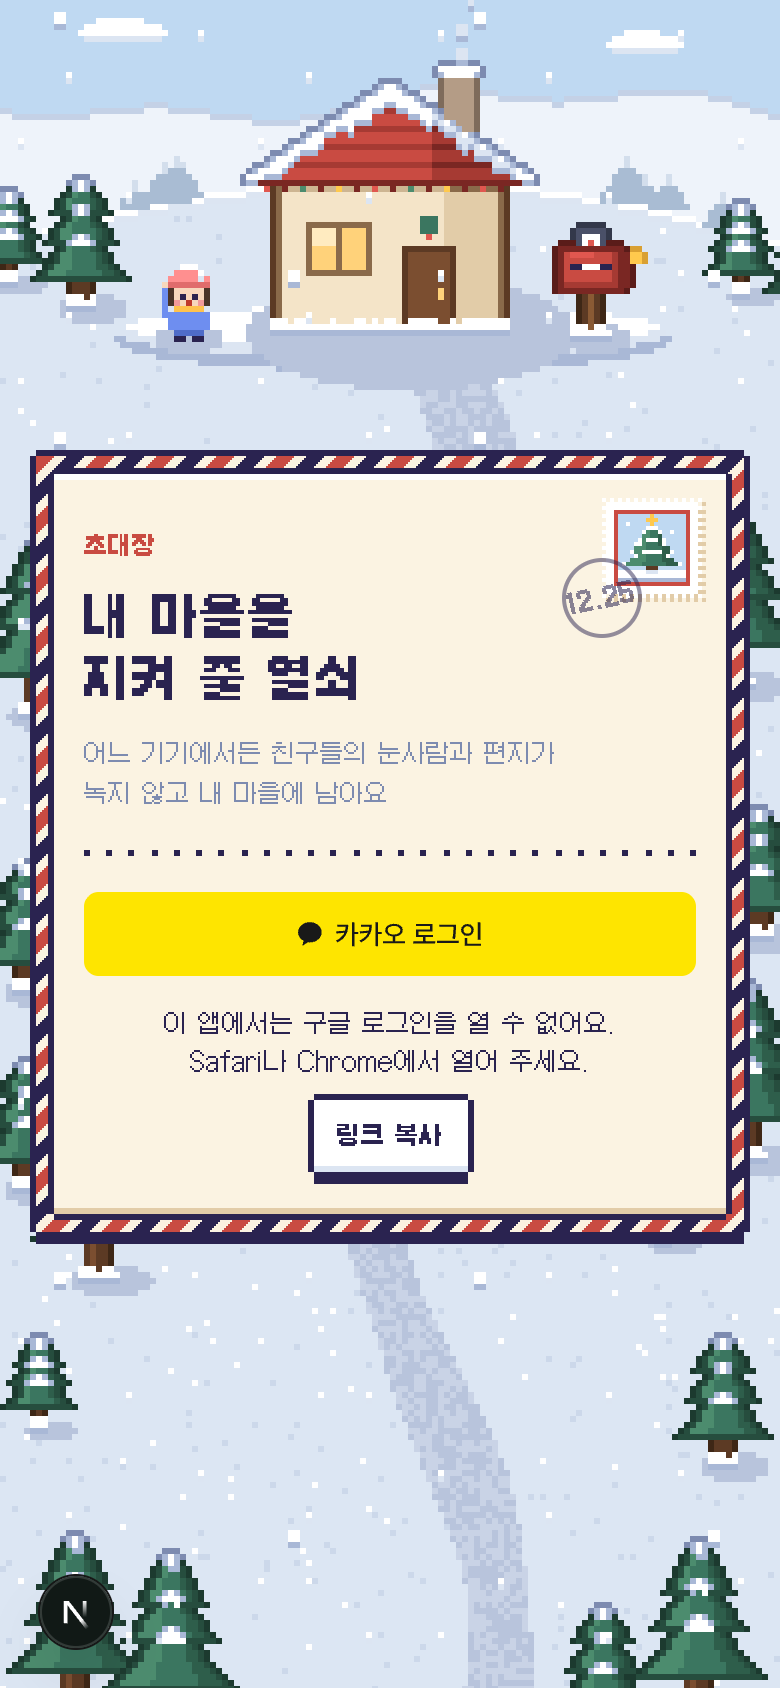 초대장
12.25
내 마을을
지켜 줄 열쇠
어느 기기에서든 친구들의 눈사람과 편지가
녹지 않고 내 마을에 남아요
카카오 로그인
이 앱에서는 구글 로그인을 열 수 없어요.
Safari나 Chrome에서 열어 주세요.
링크 복사
N